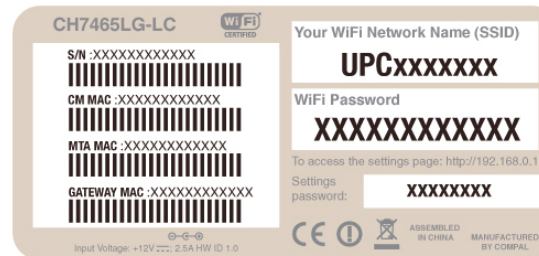 CH7465LG-LC
WiFi
CERTIFIED
S/N :XXXXXXXXXXXX
CM MAC :XXXXXXXXXXXX
MTA MAC :XXXXXXXXXXXX
GATEWAY MAC :XXXXXXXXXXXX
Input Voltage: +12V 2.5A HW ID 1.0
Your WiFi Network Name (SSID)
UPCxxxxxxx
WiFi Password
XXXXXXXXXXXX
To access the settings page: http://192.168.0.1
Settings
password:
XXXXXXXX
CE
ASSEMBLED
IN CHINA
MANUFACTURED
BY COMPAL